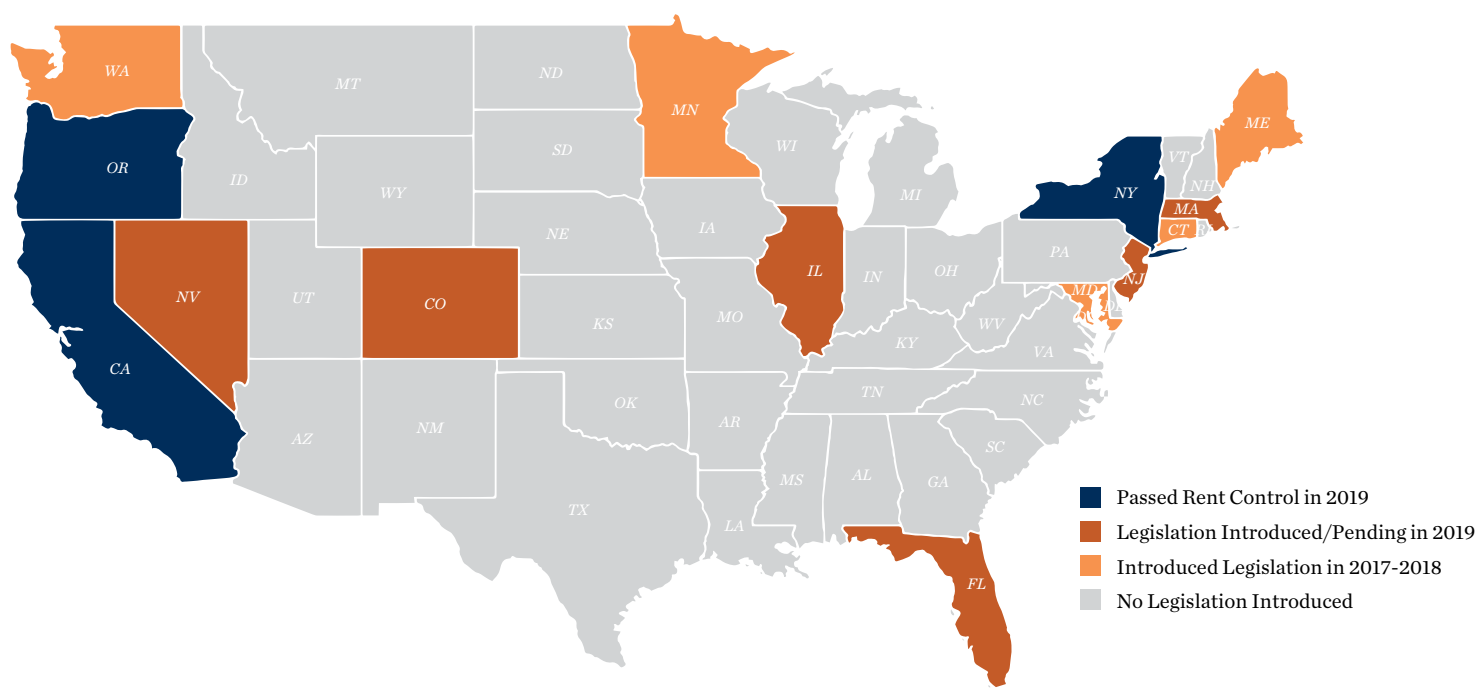 WA
MT
ND
MN
ME
OR
ID
WY
SD
WI
MI
NY
VT
NH
MA
CT
RI
NV
UT
CO
NE
IA
IL
IN
OH
PA
NJ
MD
DE
CA
AZ
NM
KS
OK
MO
AR
KY
WV
VA
TN
NC
SC
TX
LA
MS
AL
GA
FL
Passed Rent Control in 2019
Legislation Introduced/Pending in 2019
Introduced Legislation in 2017-2018
No Legislation Introduced